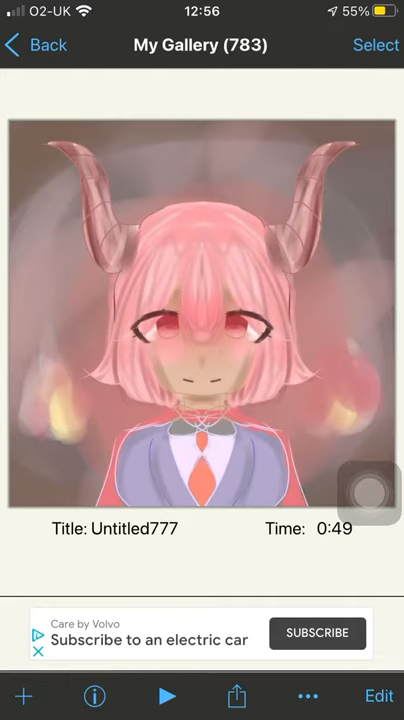 O2-UK 12:56 55%
Back My Gallery (783) Select
Title: Untitled777 Time: 0:49
Care by Volvo
Subscribe to an electric car
SUBSCRIBE
Edit